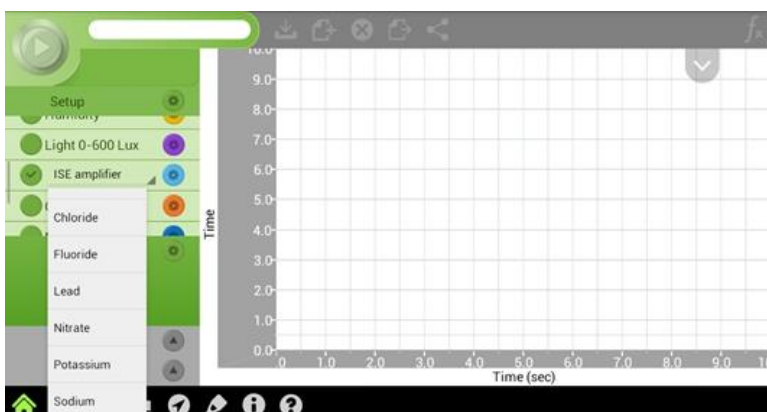 fx
Setup
Humidity
Light 0-600 Lux
ISE amplifier
Chloride
Fluoride
Lead
Nitrate
Potassium
Sodium
Time
10.0
9.0
8.0
7.0
6.0
5.0
4.0
3.0
2.0
1.0
0.0
.0 1.0 2.0 3.0 4.0 5.0 6.0 7.0 8.0 9.0
Time (sec)